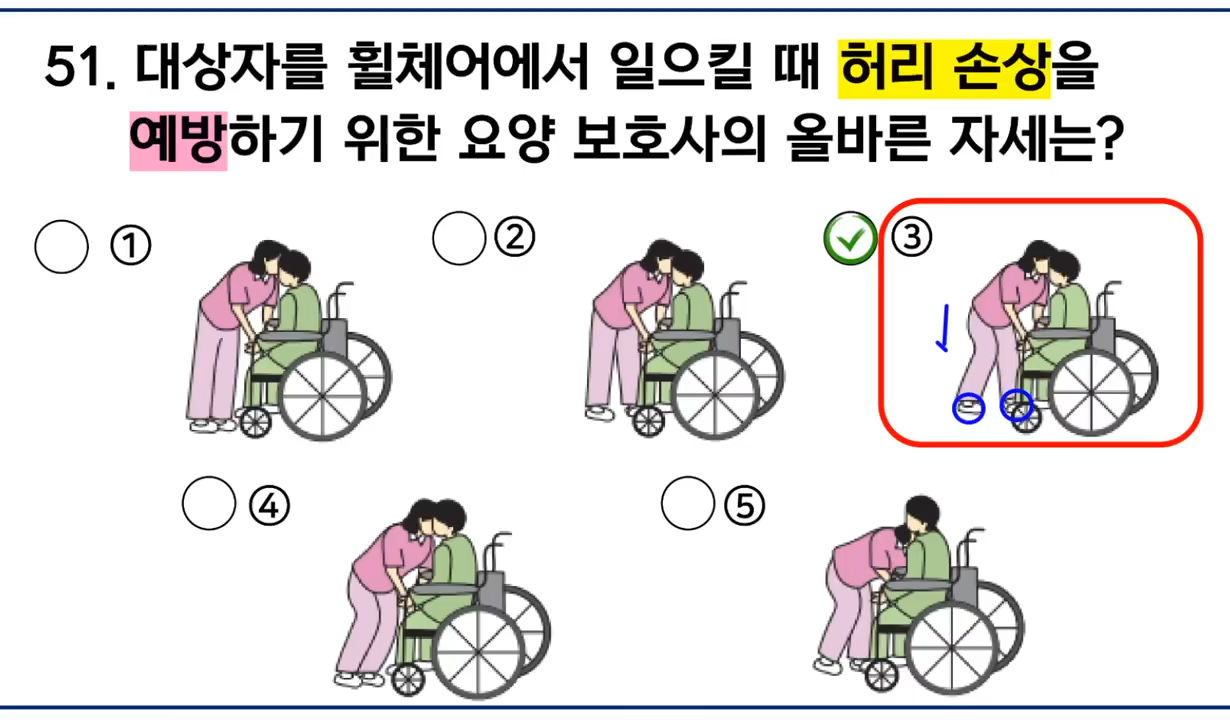 51. 대상자를 휠체어에서 일으킬 때 허리 손상을
예방하기 위한 요양 보호사의 올바른 자세는?
① ② ③
④ ⑤